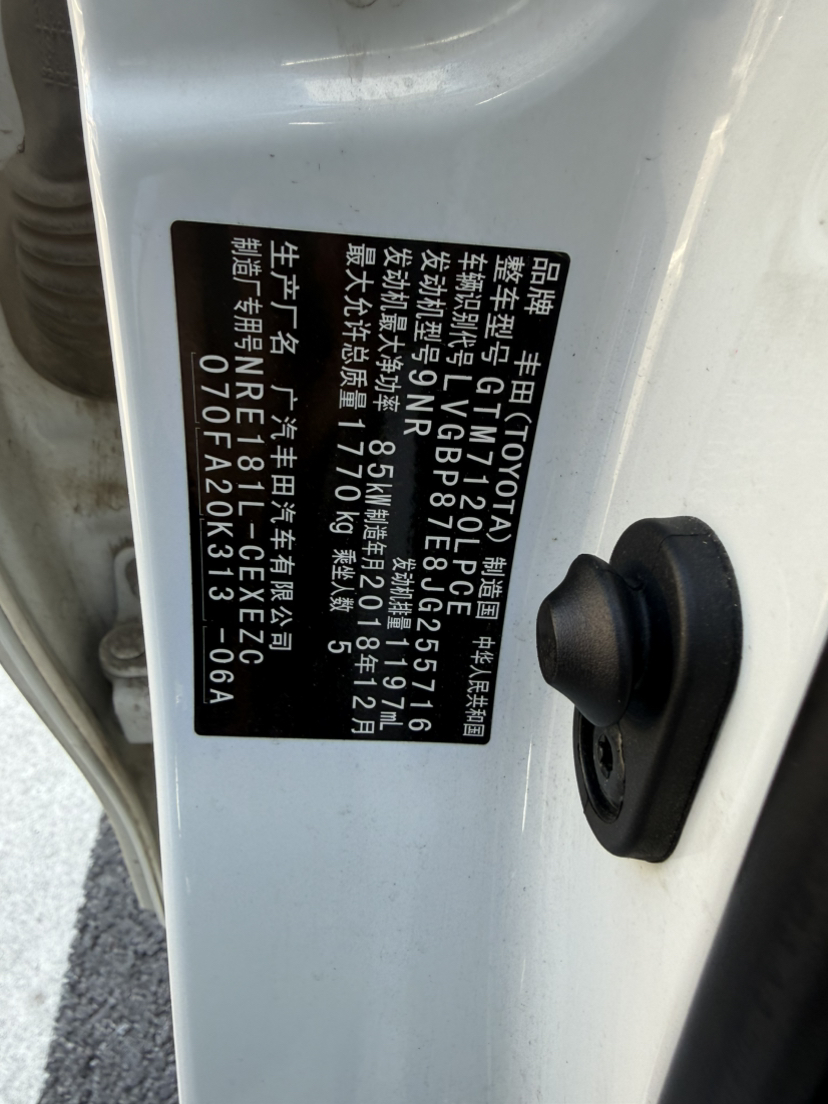 品牌 丰田(TOYOTA) 制造国 中华人民共和国
整车型号 GTM7120LPCE
车辆识别代号 LVGBP87E8JG255716
发动机型号 9NR 发动机排量 1197mL
发动机最大净功率 85kW 制造年月 2018年12月
最大允许总质量 1770kg 乘坐人数 5
生产厂名 广汽丰田汽车有限公司
制造厂专用号 NRE181L-CEXEZC
070FA20K313 -06A